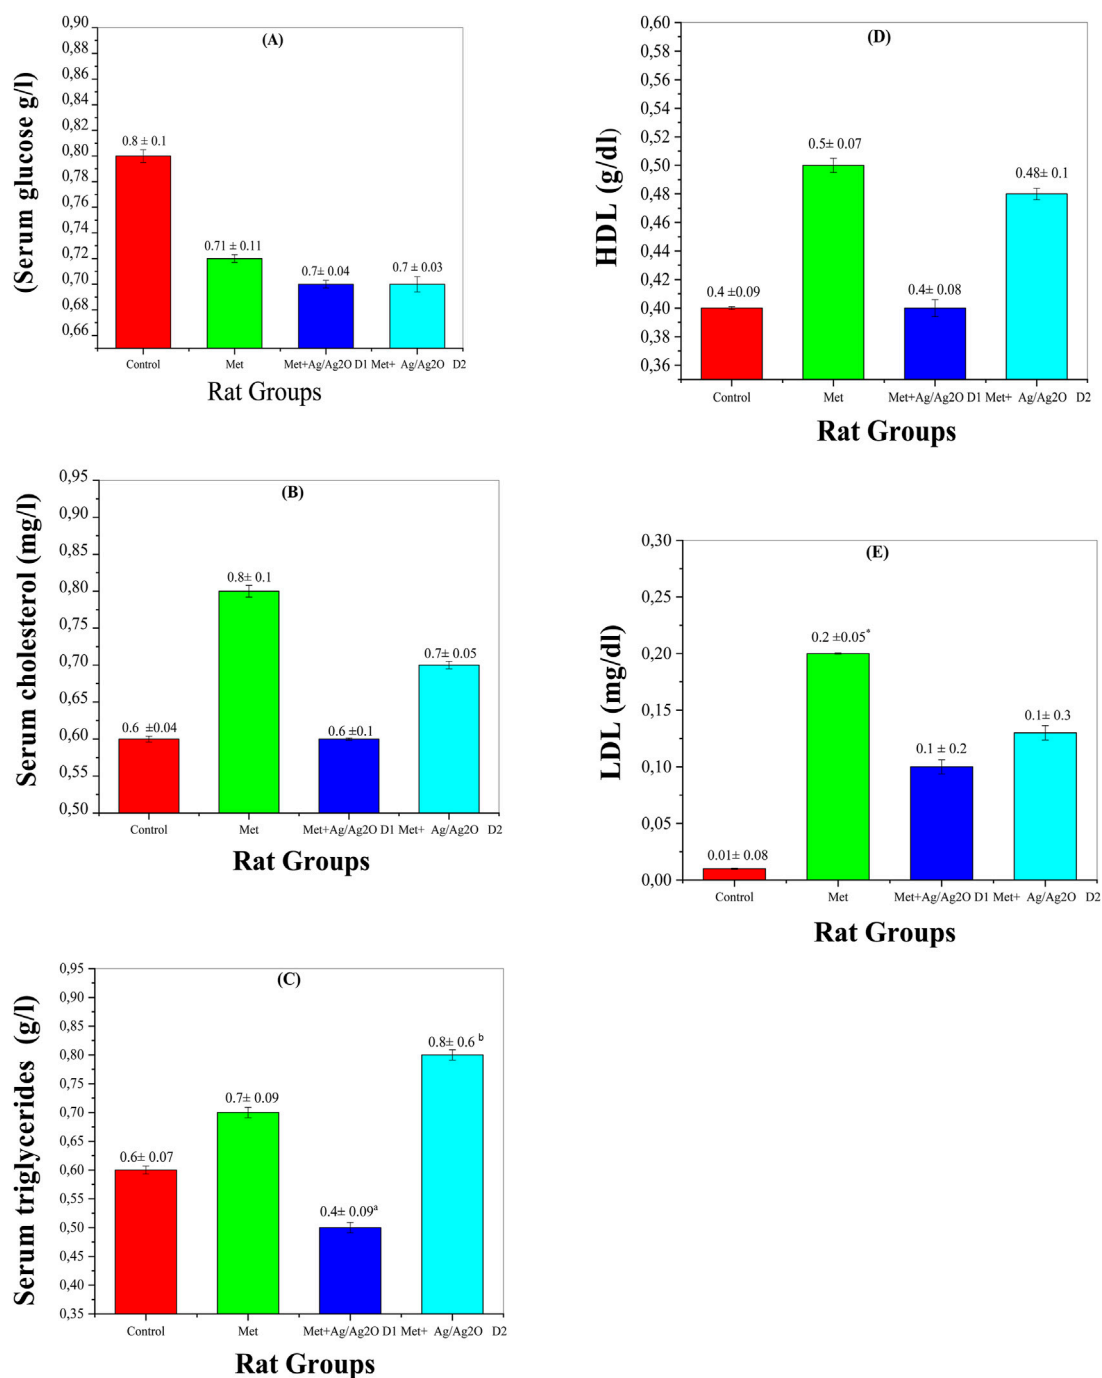 (A)
(Serum glucose g/l)
0,90
0,88
0,86
0,84
0,82
0,80
0,78
0,76
0,74
0,72
0,70
0,68
0,66
0.8 ± 0.1
0.71 ± 0.11
0.7± 0.04
0.7 ± 0.03
Control Met Met+Ag/Ag2O D1 Met+ Ag/Ag2O D2
Rat Groups
(B)
Serum cholesterol (mg/l)
0,95
0,90
0,85
0,80
0,75
0,70
0,65
0,60
0,55
0,50
0.6 ±0.04
0.8± 0.1
0.6 ±0.1
0.7± 0.05
Control Met Met+Ag/Ag2O D1 Met+ Ag/Ag2O D2
Rat Groups
(C)
Serum triglycerides (g/l)
0,95
0,90
0,85
0,80
0,75
0,70
0,65
0,60
0,55
0,50
0,45
0,40
0,35
0.6± 0.07
0.7± 0.09
0.4± 0.09a
0.8± 0.6 b
Control Met Met+Ag/Ag2O D1 Met+ Ag/Ag2O D2
Rat Groups
(D)
HDL (g/dl)
0,60
0,58
0,56
0,54
0,52
0,50
0,48
0,46
0,44
0,42
0,40
0,38
0,36
0.4 ±0.09
0.5± 0.07
0.4± 0.08
0.48± 0.1
Control Met Met+Ag/Ag2O D1 Met+ Ag/Ag2O D2
Rat Groups
(E)
LDL (mg/dl)
0,30
0,25
0,20
0,15
0,10
0,05
0,00
0.01± 0.08
0.2 ±0.05*
0.1 ± 0.2
0.1± 0.3
Control Met Met+Ag/Ag2O D1 Met+ Ag/Ag2O D2
Rat Groups